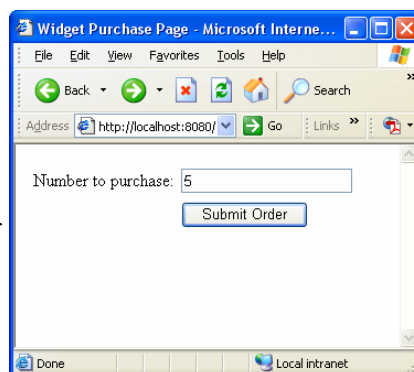 Widget Purchase Page - Microsoft Interne...
File Edit View Favorites Tools Help
Back Search »
Address http://localhost:8080/ Go Links »
Number to purchase: 5
Submit Order
Done Local intranet